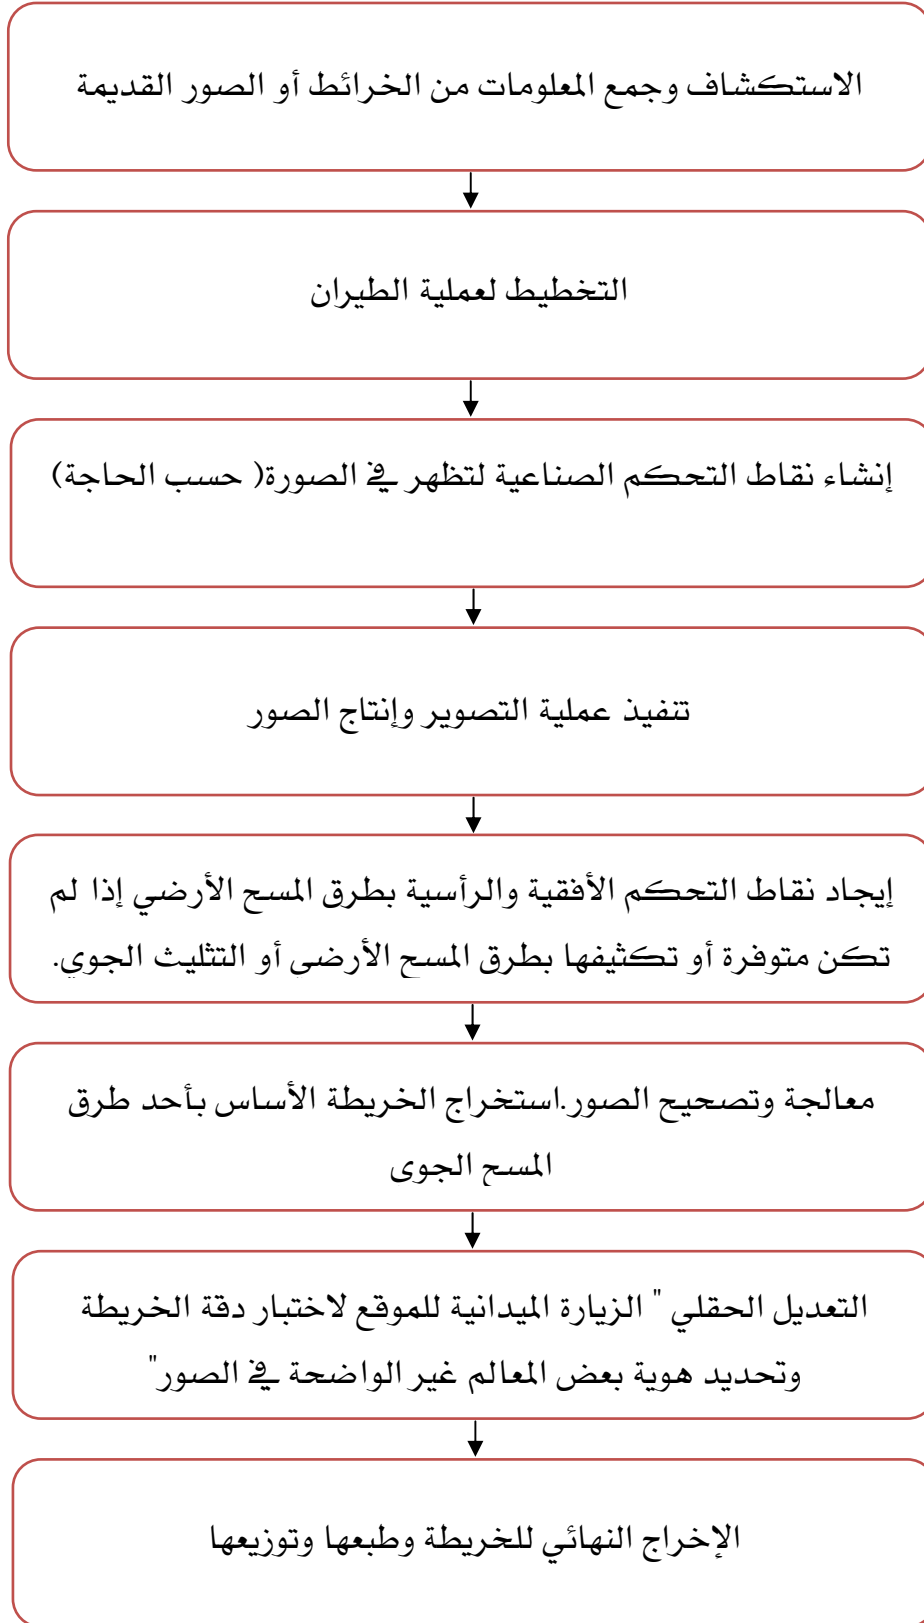 الاستكشاف وجمع المعلومات من الخرائط أو الصور القديمة
التخطيط لعملية الطيران
إنشاء نقاط التحكم الصناعية لتظهر في الصورة( حسب الحاجة)
تنفيذ عملية التصوير وإنتاج الصور
إيجاد نقاط التحكم الأفقية والرأسية بطرق المسح الأرضي إذا لم
تكن متوفرة أو تكثيفها بطرق المسح الأرضي أو التثليث الجوي.
معالجة وتصحيح الصور.استخراج الخريطة الأساس بأحد طرق
المسح الجوى
التعديل الحقلي " الزيارة الميدانية للموقع لاختبار دقة الخريطة
وتحديد هوية بعض المعالم غير الواضحة في الصور"
الإخراج النهائي للخريطة وطبعها وتوزيعها